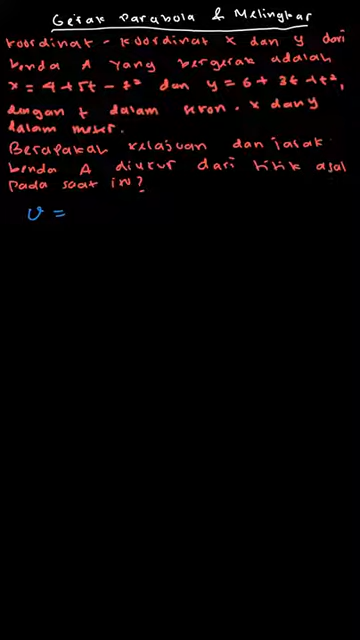 Gerak Parabola & Melingkar
koordinat - koordinat x dan y dari
benda A yang bergerak adalah
x = 4 + 5t - t² dan y = 6 + 3t + t²,
dengan t dalam sekon. x dan y
dalam meter.
Berapakah kelajuan dan jarak
benda A diukur dari titik asal
pada saat ini?
v =